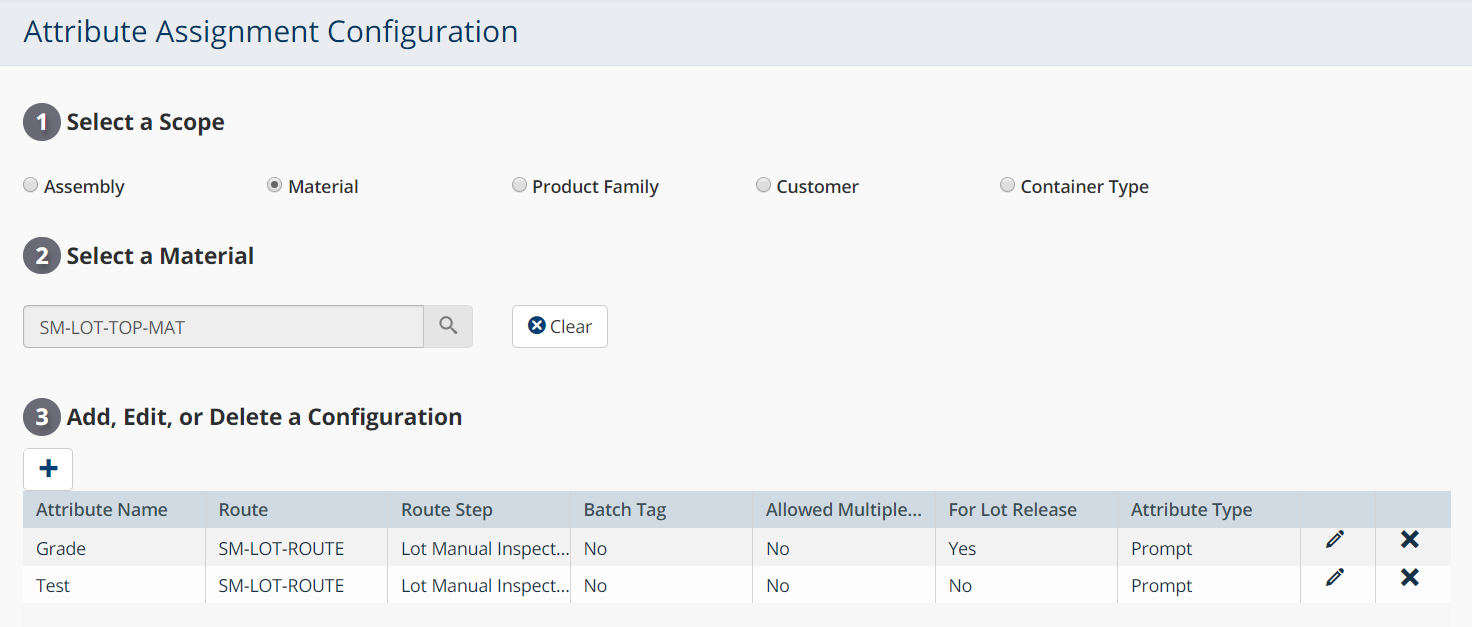 Attribute Assignment Configuration
1 Select a Scope
Assembly Material Product Family Customer Container Type
2 Select a Material
SM-LOT-TOP-MAT Clear
3 Add, Edit, or Delete a Configuration
Attribute Name Route Route Step Batch Tag Allowed Multiple... For Lot Release Attribute Type
Grade SM-LOT-ROUTE Lot Manual Inspect... No No Yes Prompt
Test SM-LOT-ROUTE Lot Manual Inspect... No No No Prompt